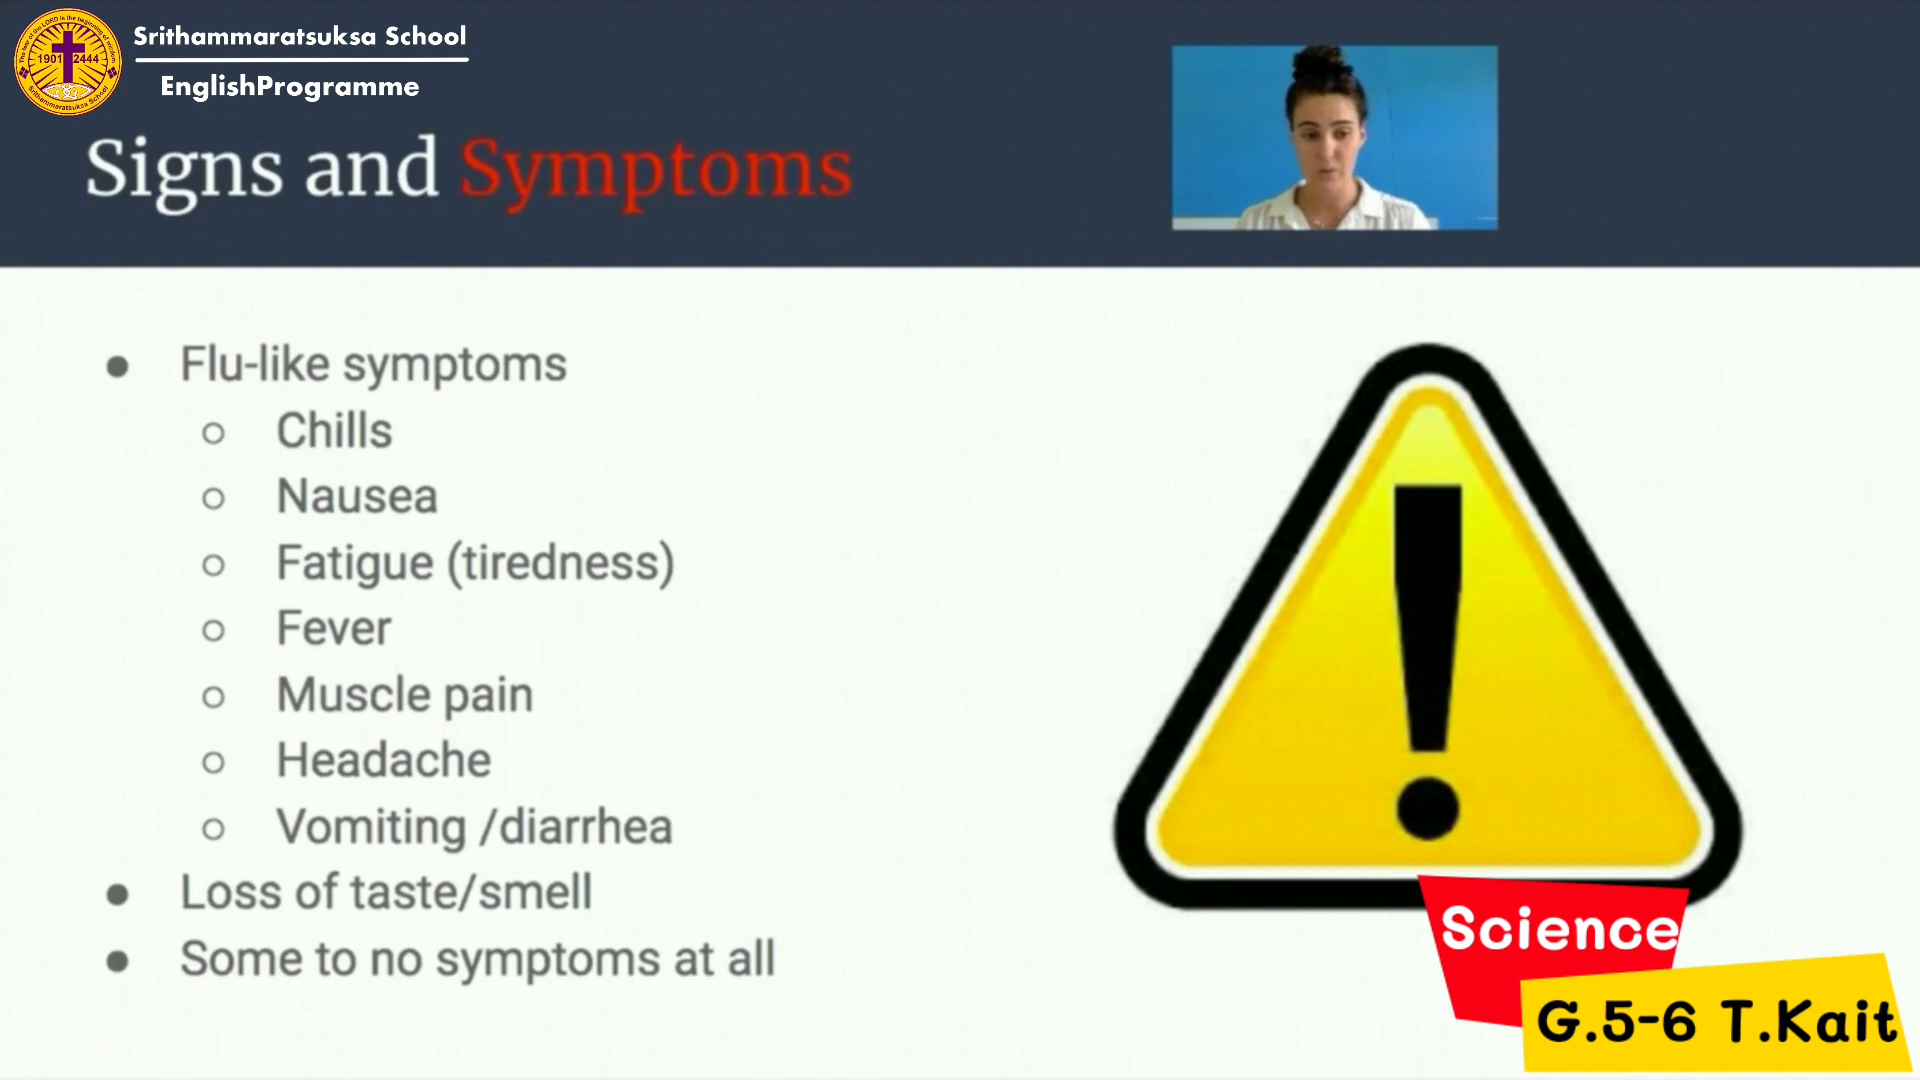 Srithammaratsuksa School
EnglishProgramme
1901 2444
Signs and Symptoms
Flu-like symptoms
Chills
Nausea
Fatigue (tiredness)
Fever
Muscle pain
Headache
Vomiting /diarrhea
Loss of taste/smell
Some to no symptoms at all
Science
G.5-6 T.Kait